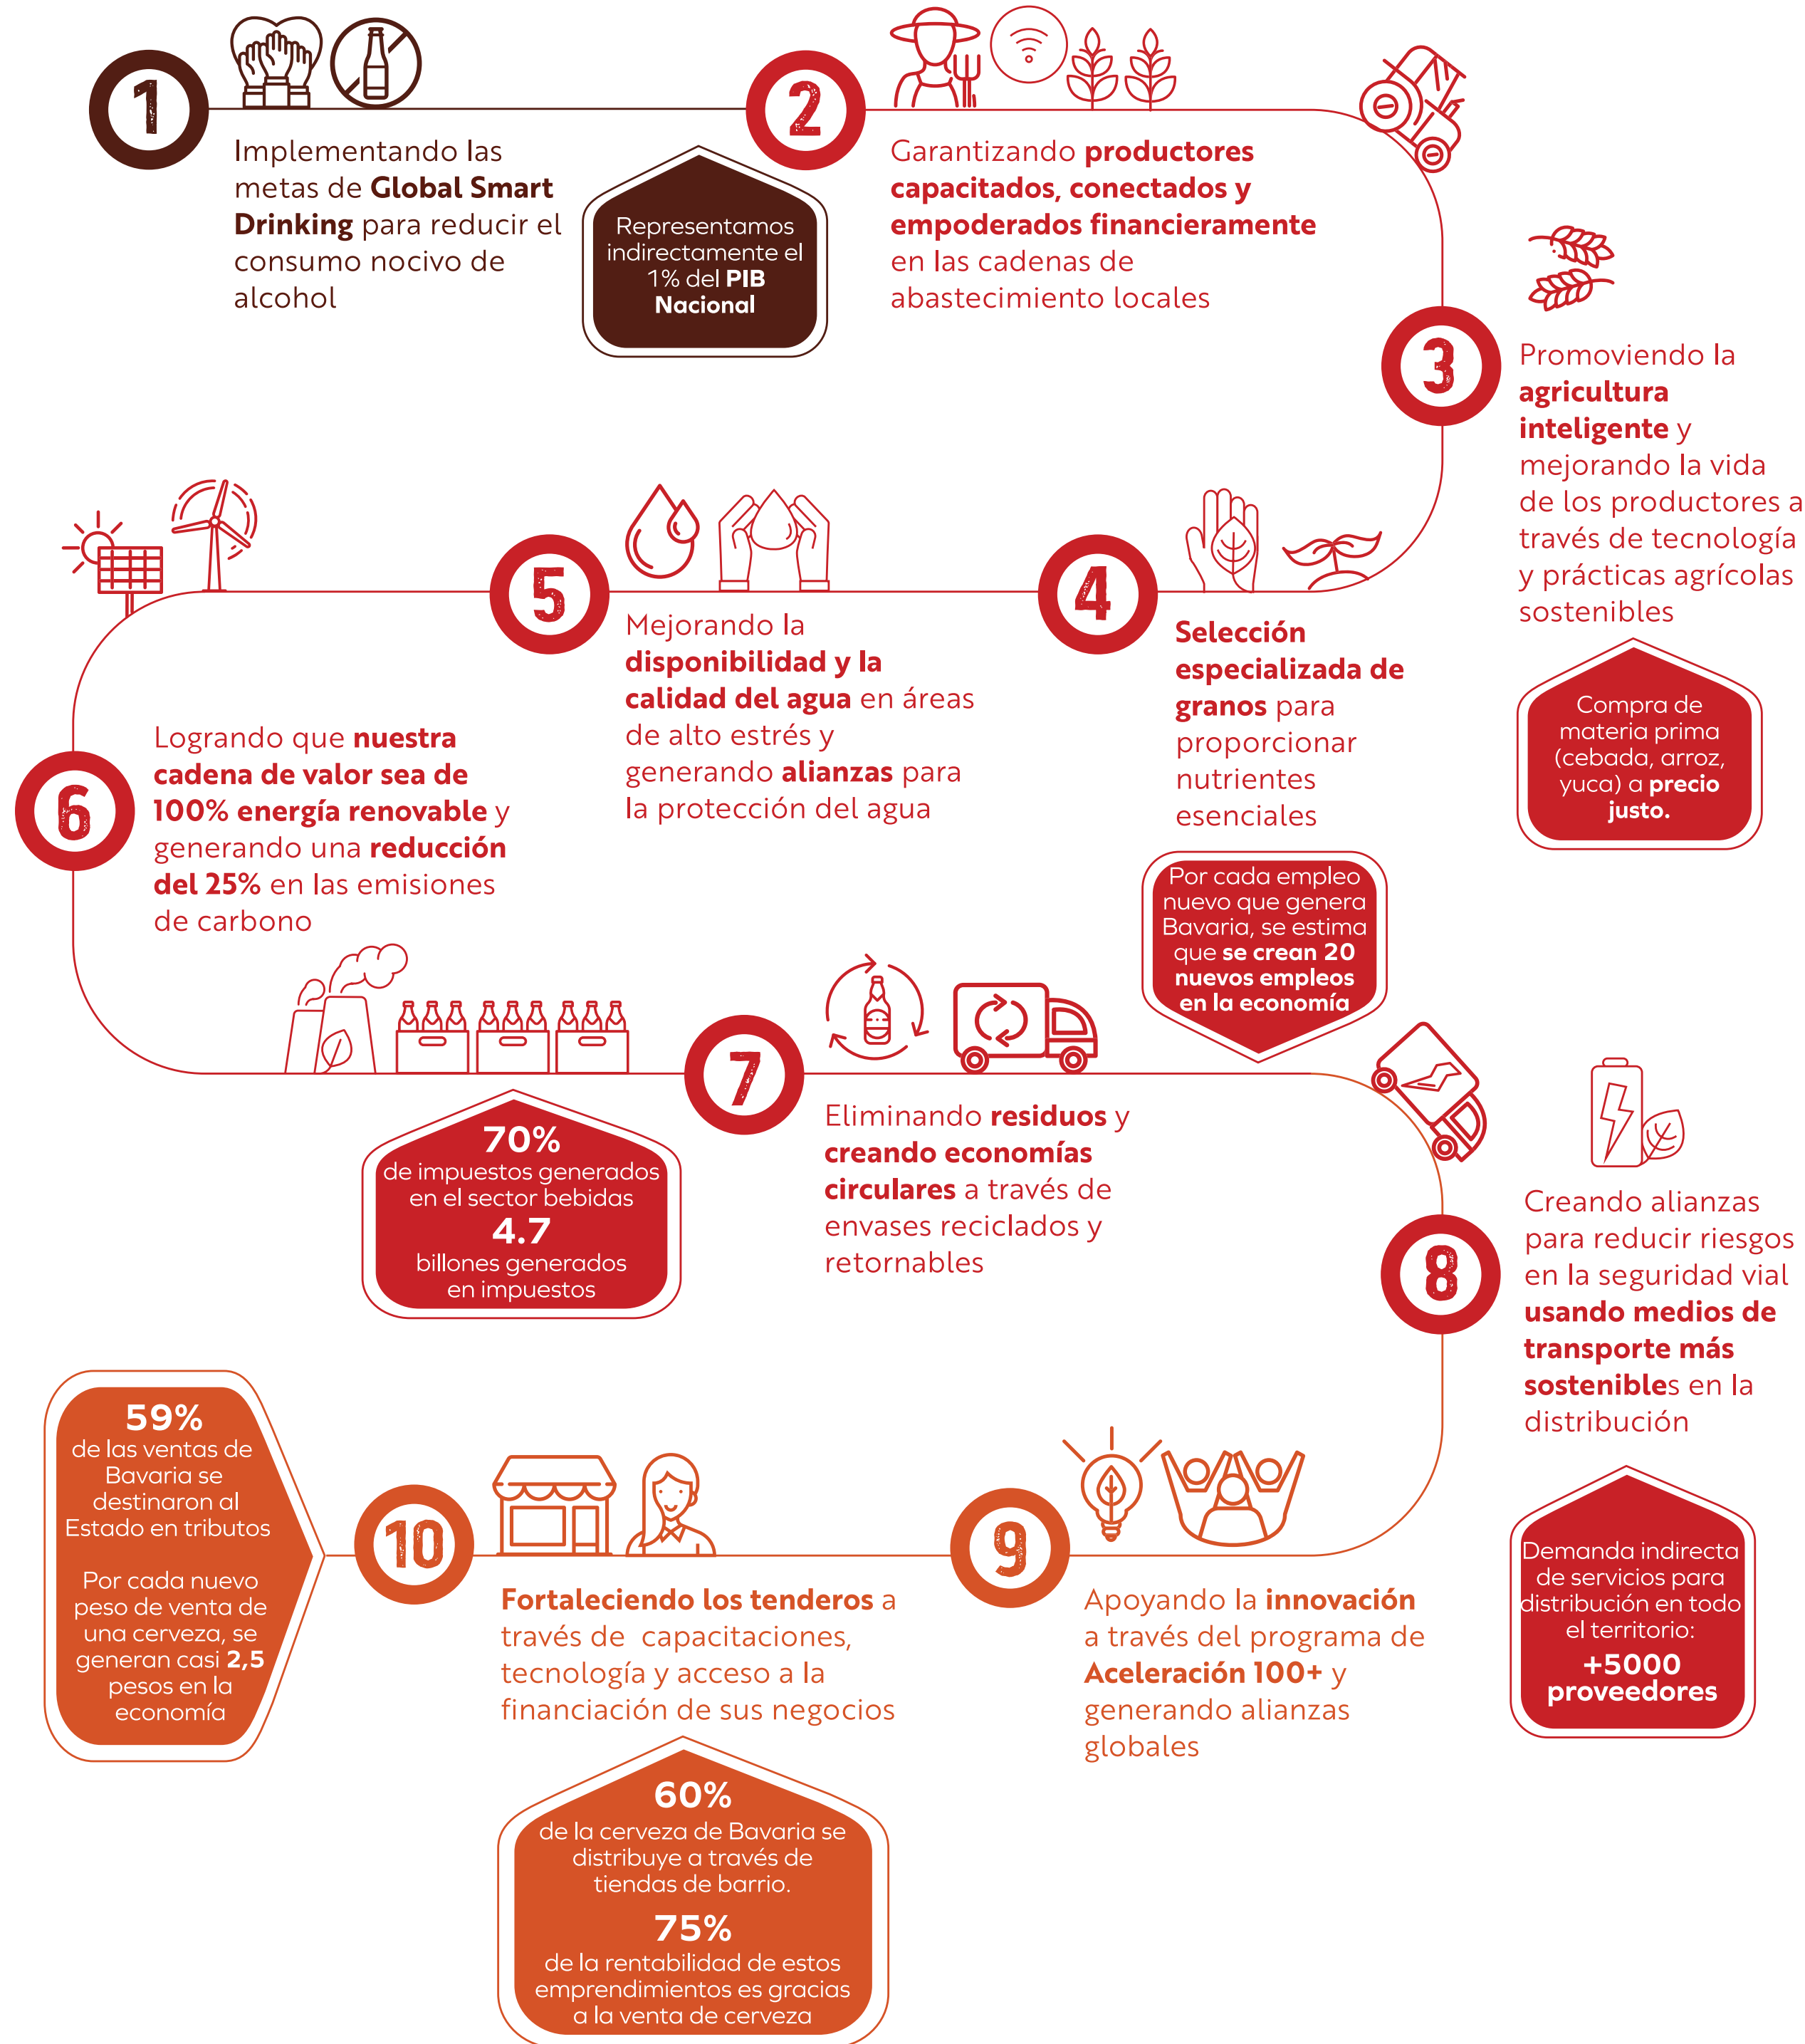 1
Implementando las
metas de Global Smart
Drinking para reducir el
consumo nocivo de
alcohol
Representamos
indirectamente el
1% del PIB
Nacional
2
Garantizando productores
capacitados, conectados y
empoderados financieramente
en las cadenas de
abastecimiento locales
3
Promoviendo la
agricultura
inteligente y
mejorando la vida
de los productores a
través de tecnología
y prácticas agrícolas
sostenibles
Compra de
materia prima
(cebada, arroz,
yuca) a precio
justo.
4
Selección
especializada de
granos para
proporcionar
nutrientes
esenciales
Por cada empleo
nuevo que genera
Bavaria, se estima
que se crean 20
nuevos empleos
en la economía
5
Mejorando la
disponibilidad y la
calidad del agua en áreas
de alto estrés y
generando alianzas para
la protección del agua
6
Logrando que nuestra
cadena de valor sea de
100% energía renovable y
generando una reducción
del 25% en las emisiones
de carbono
70%
de impuestos generados
en el sector bebidas
4.7
billones generados
en impuestos
7
Eliminando residuos y
creando economías
circulares a través de
envases reciclados y
retornables
8
Creando alianzas
para reducir riesgos
en la seguridad vial
usando medios de
transporte más
sostenibles en la
distribución
Demanda indirecta
de servicios para
distribución en todo
el territorio:
+5000
proveedores
9
Apoyando la innovación
a través del programa de
Aceleración 100+ y
generando alianzas
globales
10
Fortaleciendo los tenderos a
través de capacitaciones,
tecnología y acceso a la
financiación de sus negocios
60%
de la cerveza de Bavaria se
distribuye a través de
tiendas de barrio.
75%
de la rentabilidad de estos
emprendimientos es gracias
a la venta de cerveza
59%
de las ventas de
Bavaria se
destinaron al
Estado en tributos
Por cada nuevo
peso de venta de
una cerveza, se
generan casi 2,5
pesos en la
economía